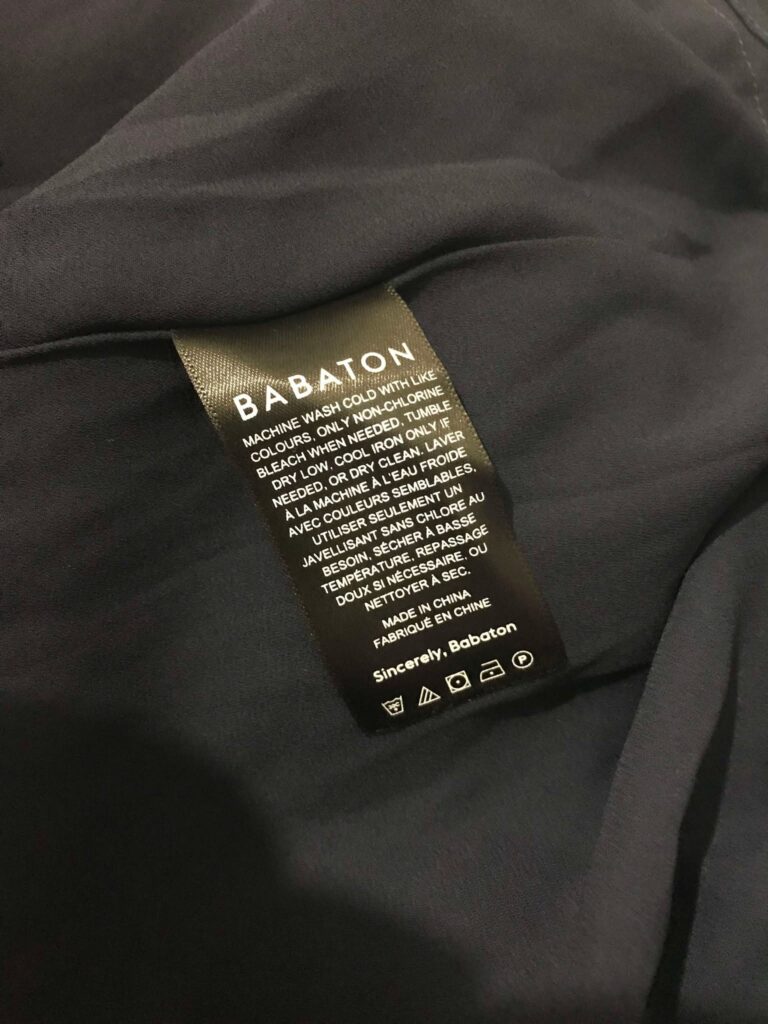 BABATON
MACHINE WASH COLD WITH LIKE
COLOURS, ONLY NON-CHLORINE
BLEACH WHEN NEEDED, TUMBLE
DRY LOW, COOL IRON ONLY IF
NEEDED, OR DRY CLEAN. LAVER
À LA MACHINE À L'EAU FROIDE
AVEC COULEURS SEMBLABLES,
UTILISER SEULEMENT UN
JAVELLISANT SANS CHLORE AU
BESOIN, SÉCHER À BASSE
TEMPÉRATURE, REPASSAGE
DOUX SI NÉCESSAIRE, OU
NETTOYER À SEC.
MADE IN CHINA
FABRIQUÉ EN CHINE
Sincerely, Babaton
P